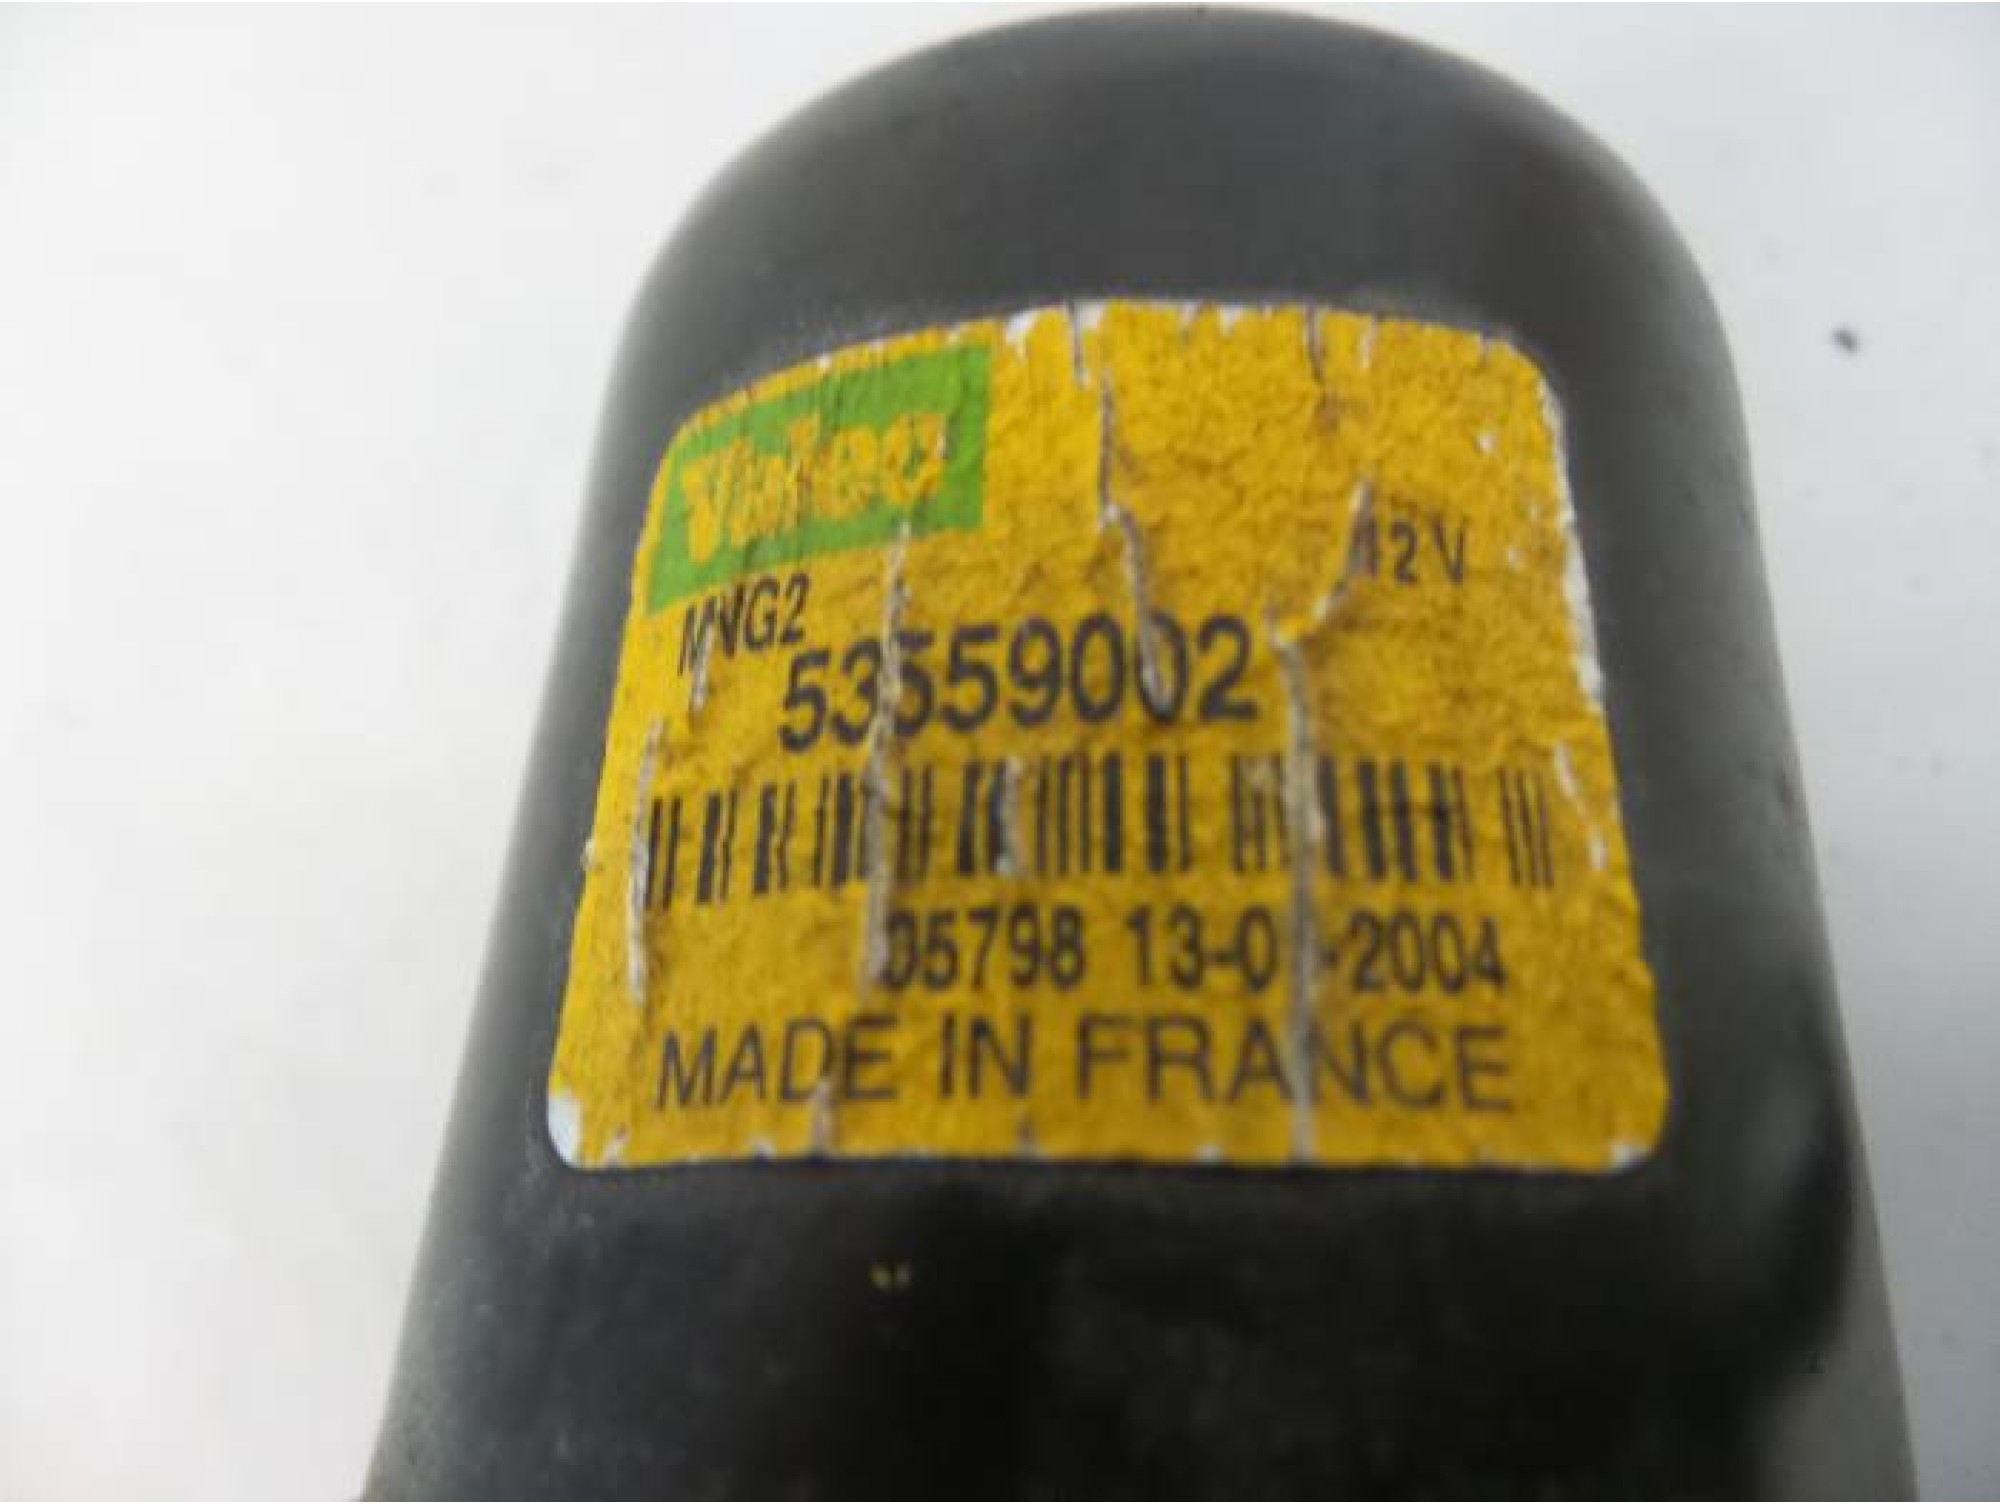 Valeo
12V
MNG2
53559002
05798 13-0 -2004
MADE IN FRANCE